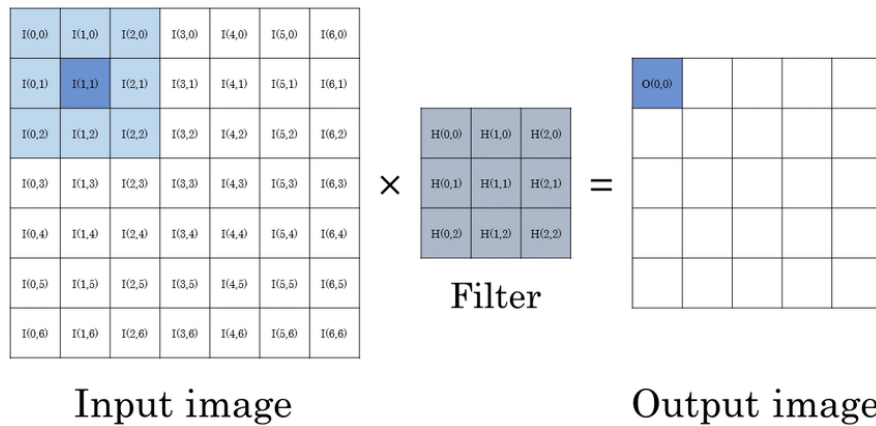 I(0,0) I(1,0) I(2,0) I(3,0) I(4,0) I(5,0) I(6,0)
I(0,1) I(1,1) I(2,1) I(3,1) I(4,1) I(5,1) I(6,1)
I(0,2) I(1,2) I(2,2) I(3,2) I(4,2) I(5,2) I(6,2)
I(0,3) I(1,3) I(2,3) I(3,3) I(4,3) I(5,3) I(6,3)
I(0,4) I(1,4) I(2,4) I(3,4) I(4,4) I(5,4) I(6,4)
I(0,5) I(1,5) I(2,5) I(3,5) I(4,5) I(5,5) I(6,5)
I(0,6) I(1,6) I(2,6) I(3,6) I(4,6) I(5,6) I(6,6)
Input image
×
H(0,0) H(1,0) H(2,0)
H(0,1) H(1,1) H(2,1)
H(0,2) H(1,2) H(2,2)
Filter
=
O(0,0)
Output image